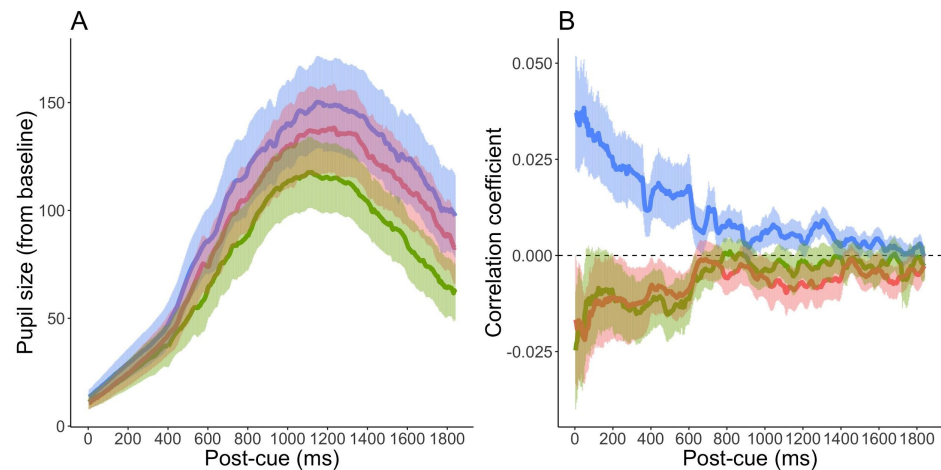 A
Pupil size (from baseline)
150
100
50
0
0 200 400 600 800 1000 1200 1400 1600 1800
Post-cue (ms)
B
Correlation coefficient
0.050
0.025
0.000
-0.025
0 200 400 600 800 1000 1200 1400 1600 1800
Post-cue (ms)